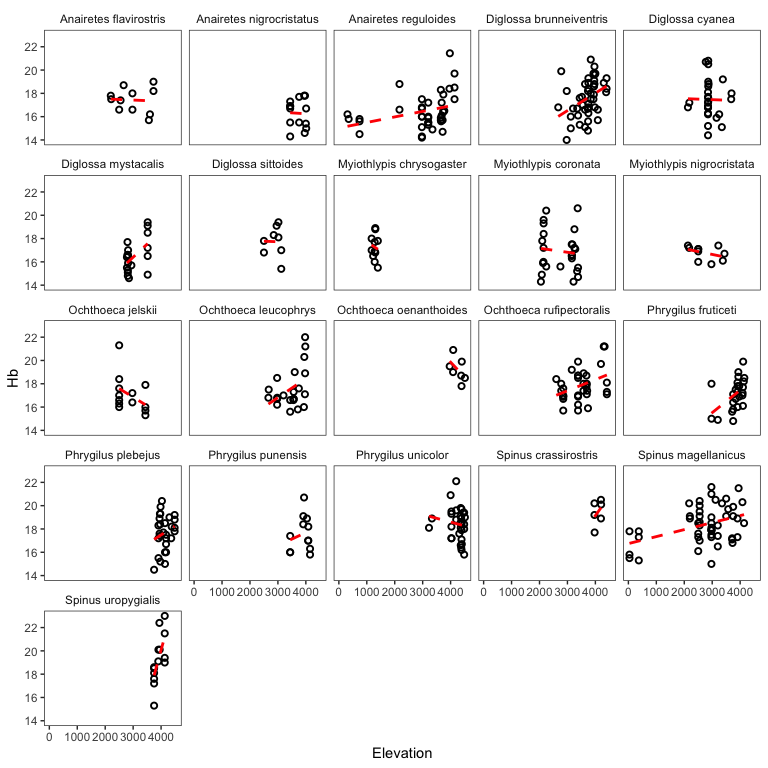 Anairetes flavirostris Anairetes nigrocristatus Anairetes reguloides Diglossa brunneiventris Diglossa cyanea
22
20
18
16
14
Diglossa mystacalis Diglossa sittoides Myiothlypis chrysogaster Myiothlypis coronata Myiothlypis nigrocristata
22
20
18
16
14
Ochthoeca jelskii Ochthoeca leucophrys Ochthoeca oenanthoides Ochthoeca rufipectoralis Phrygilus fruticeti
22
20
18
16
14
Hb
Phrygilus plebejus Phrygilus punensis Phrygilus unicolor Spinus crassirostris Spinus magellanicus
22
20
18
16
14
0 1000 2000 3000 4000 0 1000 2000 3000 4000 0 1000 2000 3000 4000 0 1000 2000 3000 4000
Spinus uropygialis
22
20
18
16
14
0 1000 2000 3000 4000
Elevation